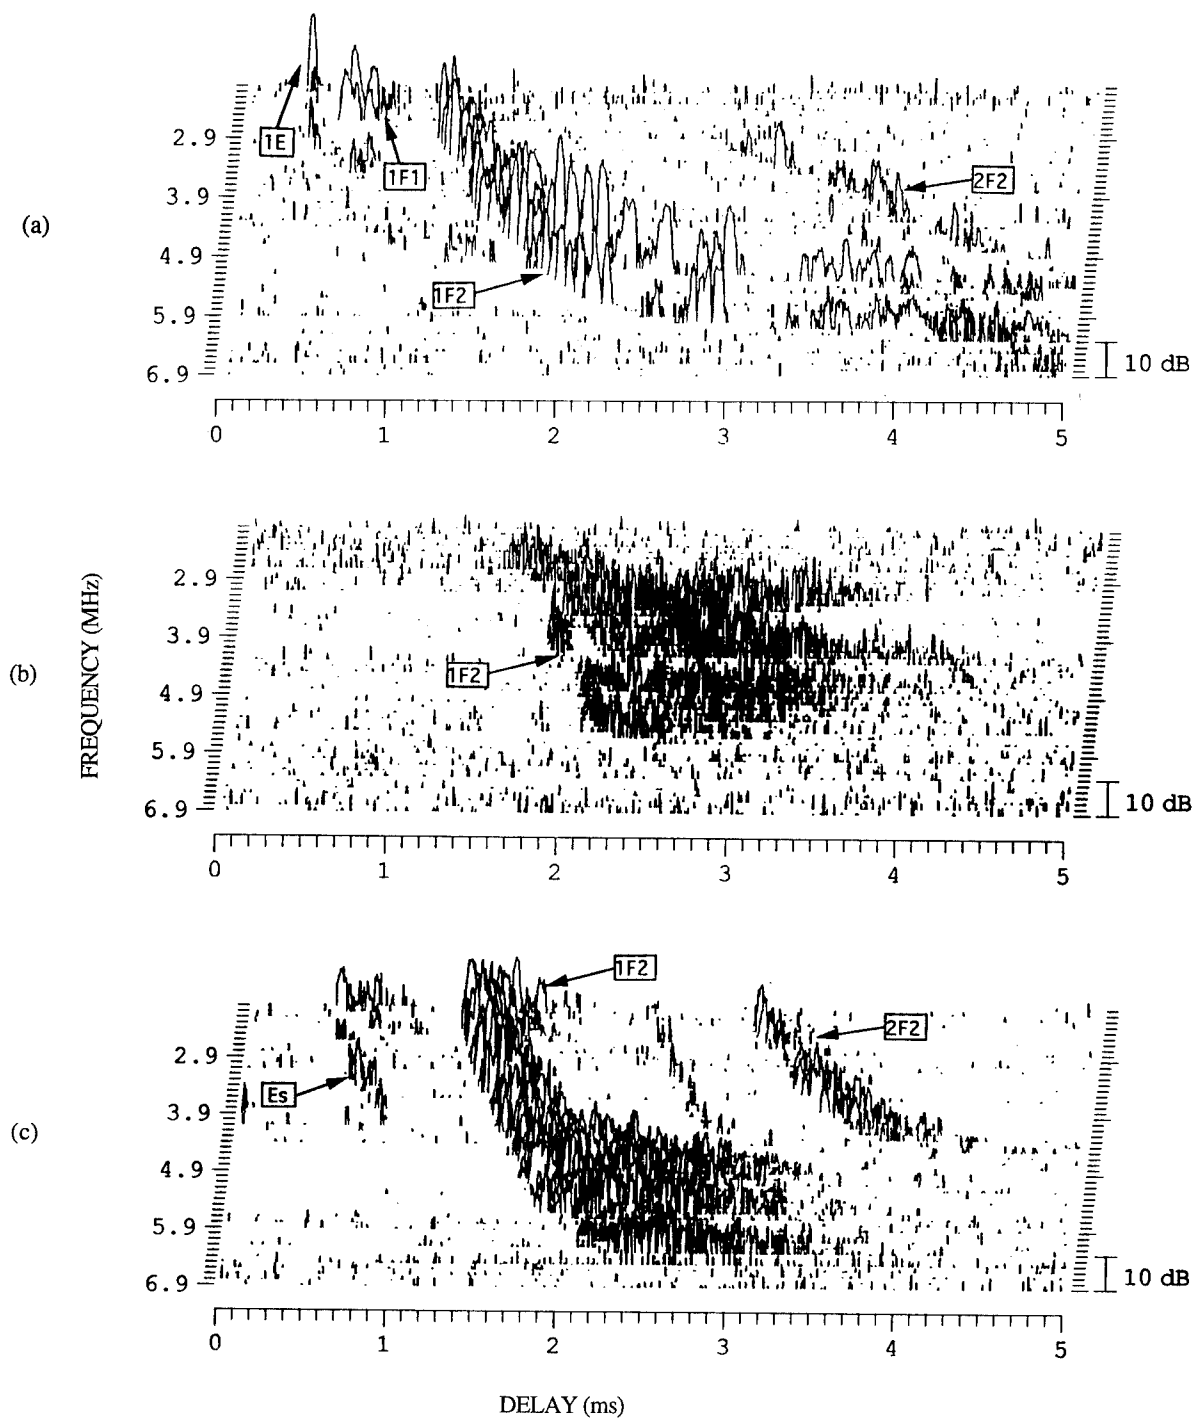 1E
1F1
2F2
1F2
2.9
3.9
4.9
5.9
6.9
(a)
10 dB
0 1 2 3 4 5
1F2
2.9
3.9
4.9
5.9
6.9
(b)
FREQUENCY (MHz)
10 dB
0 1 2 3 4 5
1F2
2F2
Es
2.9
3.9
4.9
5.9
6.9
(c)
10 dB
0 1 2 3 4 5
DELAY (ms)